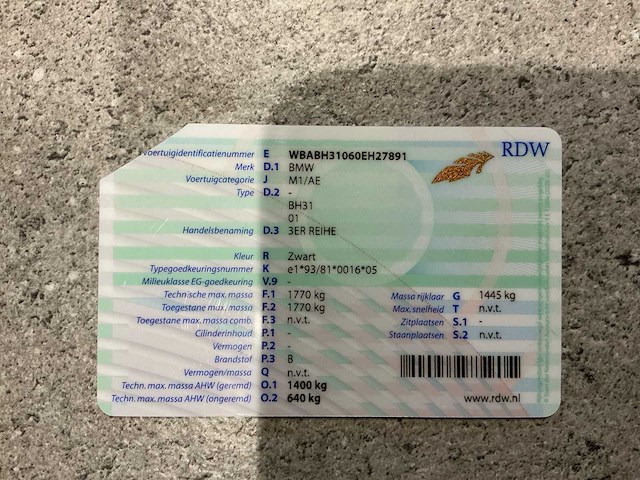 RDW
Voertuigidentificatienummer E WBABH31060EH27891
Merk D.1 BMW
Voertuigcategorie J M1/AE
Type D.2 -
BH31
01
Handelsbenaming D.3 3ER REIHE
Kleur R Zwart
Typegoedkeuringsnummer K e1*93/81*0016*05
Milieuklasse EG-goedkeuring V.9 -
Technische max. massa F.1 1770 kg
Massa rijklaar G 1445 kg
Toegestane max. massa F.2 1770 kg
Max. snelheid T n.v.t.
Toegestane max. massa comb. F.3 n.v.t.
Zitplaatsen S.1 -
Cilinderinhoud P.1 -
Staanplaatsen S.2 n.v.t.
Vermogen P.2 -
Brandstof P.3 B
Vermogen/massa Q n.v.t.
Techn. max. massa AHW (geremd) O.1 1400 kg
Techn. max. massa AHW (ongeremd) O.2 640 kg
www.rdw.nl